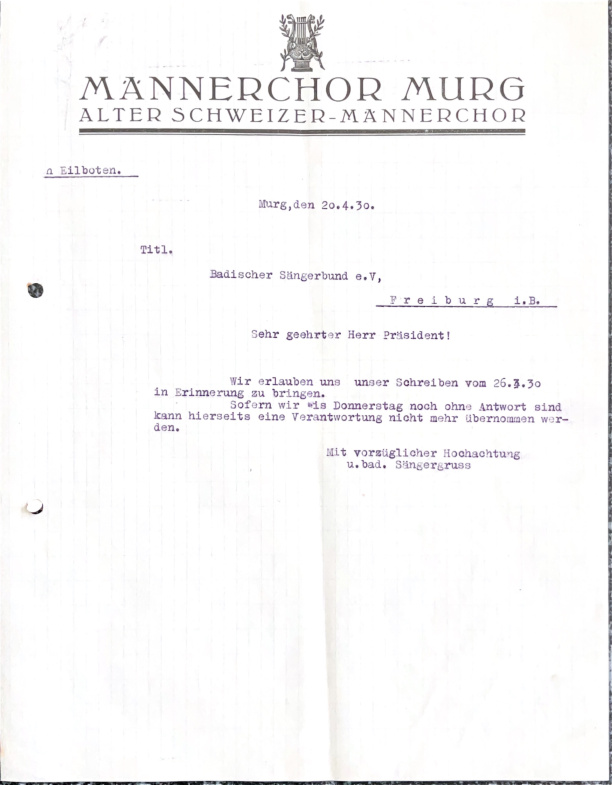 MÄNNERCHOR MURG
ALTER SCHWEIZER-MÄNNERCHOR
n Eilboten.
Murg,den 20.4.30.
Titl.
Badischer Sängerbund e.V,
F r e i b u r g i.B.
Sehr geehrter Herr Präsident!
Wir erlauben uns unser Schreiben vom 26.3.30
in Erinnerung zu bringen.
Sofern wir bis Donnerstag noch ohne Antwort sind
kann hierseits eine Verantwortung nicht mehr übernommen wer-
den.
Mit vorzüglicher Hochachtung
u.bad. Sängergruss